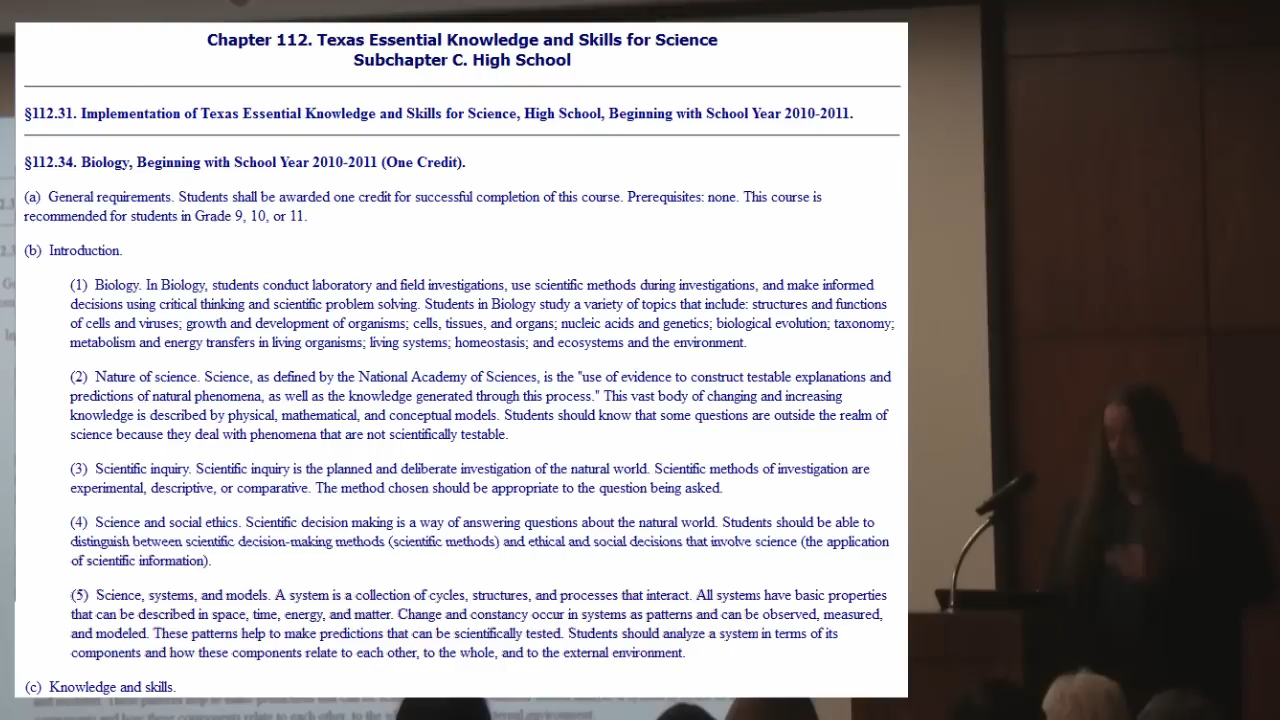 Chapter 112. Texas Essential Knowledge and Skills for Science
Subchapter C. High School
§112.31. Implementation of Texas Essential Knowledge and Skills for Science, High School, Beginning with School Year 2010-2011.
§112.34. Biology, Beginning with School Year 2010-2011 (One Credit).
(a) General requirements. Students shall be awarded one credit for successful completion of this course. Prerequisites: none. This course is
recommended for students in Grade 9, 10, or 11.
(b) Introduction.
(1) Biology. In Biology, students conduct laboratory and field investigations, use scientific methods during investigations, and make informed
decisions using critical thinking and scientific problem solving. Students in Biology study a variety of topics that include: structures and functions
of cells and viruses; growth and development of organisms; cells, tissues, and organs; nucleic acids and genetics; biological evolution; taxonomy;
metabolism and energy transfers in living organisms; living systems; homeostasis; and ecosystems and the environment.
(2) Nature of science. Science, as defined by the National Academy of Sciences, is the "use of evidence to construct testable explanations and
predictions of natural phenomena, as well as the knowledge generated through this process." This vast body of changing and increasing
knowledge is described by physical, mathematical, and conceptual models. Students should know that some questions are outside the realm of
science because they deal with phenomena that are not scientifically testable.
(3) Scientific inquiry. Scientific inquiry is the planned and deliberate investigation of the natural world. Scientific methods of investigation are
experimental, descriptive, or comparative. The method chosen should be appropriate to the question being asked.
(4) Science and social ethics. Scientific decision making is a way of answering questions about the natural world. Students should be able to
distinguish between scientific decision-making methods (scientific methods) and ethical and social decisions that involve science (the application
of scientific information).
(5) Science, systems, and models. A system is a collection of cycles, structures, and processes that interact. All systems have basic properties
that can be described in space, time, energy, and matter. Change and constancy occur in systems as patterns and can be observed, measured,
and modeled. These patterns help to make predictions that can be scientifically tested. Students should analyze a system in terms of its
components and how these components relate to each other, to the whole, and to the external environment.
(c) Knowledge and skills.